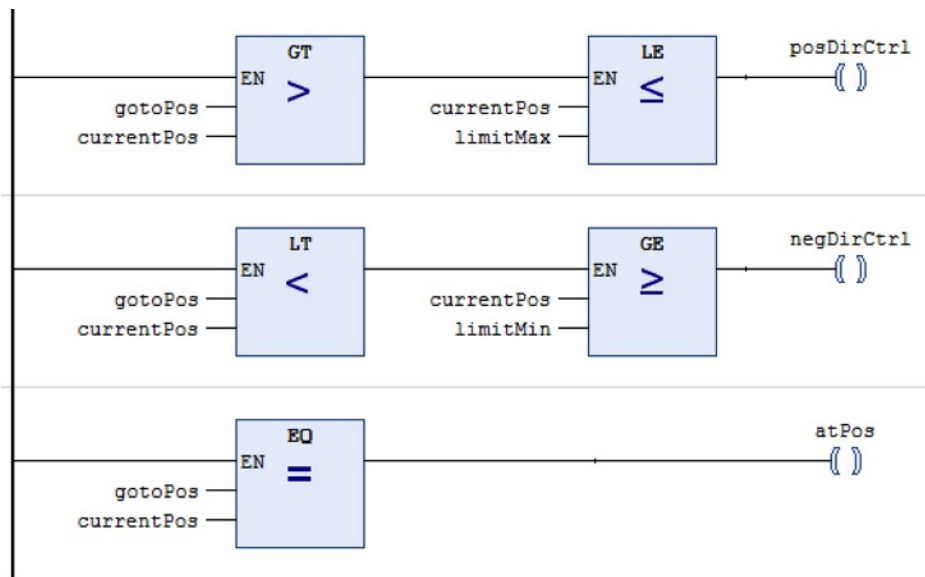 GT
LE
posDirCtrl
EN
>
EN
≤
gotoPos
currentPos
currentPos
limitMax
LT
GE
negDirCtrl
EN
<
EN
≥
gotoPos
currentPos
currentPos
limitMin
EQ
atPos
EN
=
gotoPos
currentPos